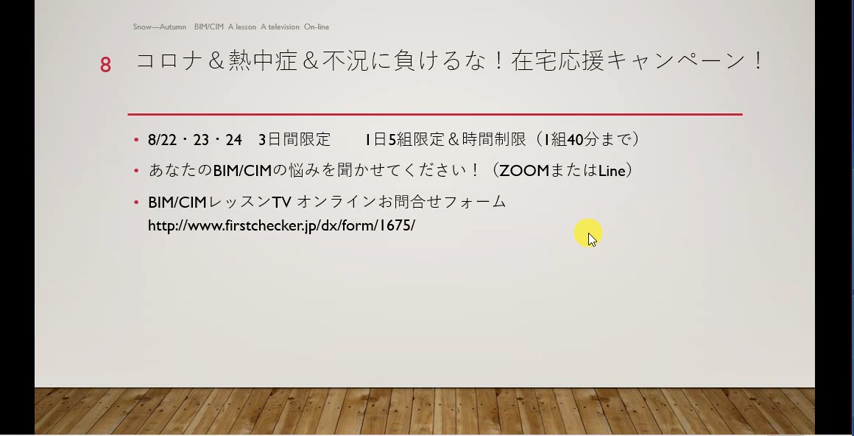 Snow—Autumn BIM/CIM A lesson A television On-line
8 コロナ＆熱中症＆不況に負けるな！在宅応援キャンペーン！
• 8/22・23・24 3日間限定 1日5組限定＆時間制限（1組40分まで）
• あなたのBIM/CIMの悩みを聞かせてください！（ZOOMまたはLine）
• BIM/CIMレッスンTV オンラインお問合せフォーム
http://www.firstchecker.jp/dx/form/1675/